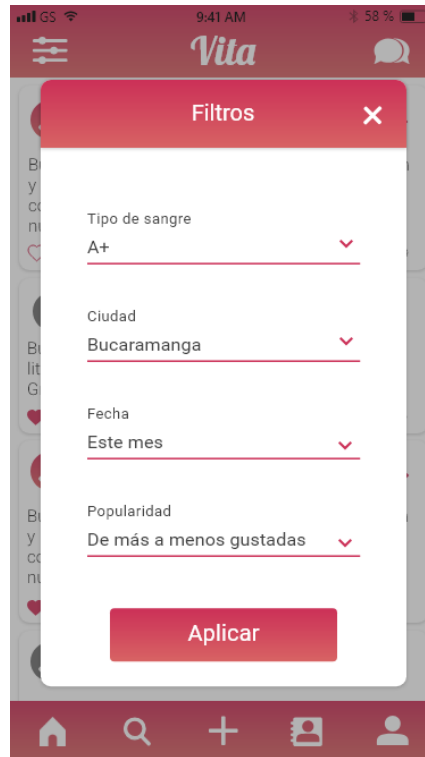 GS 9:41 AM 58 %
Vita
Filtros
Tipo de sangre
A+
Ciudad
Bucaramanga
Fecha
Este mes
Popularidad
De más a menos gustadas
Aplicar